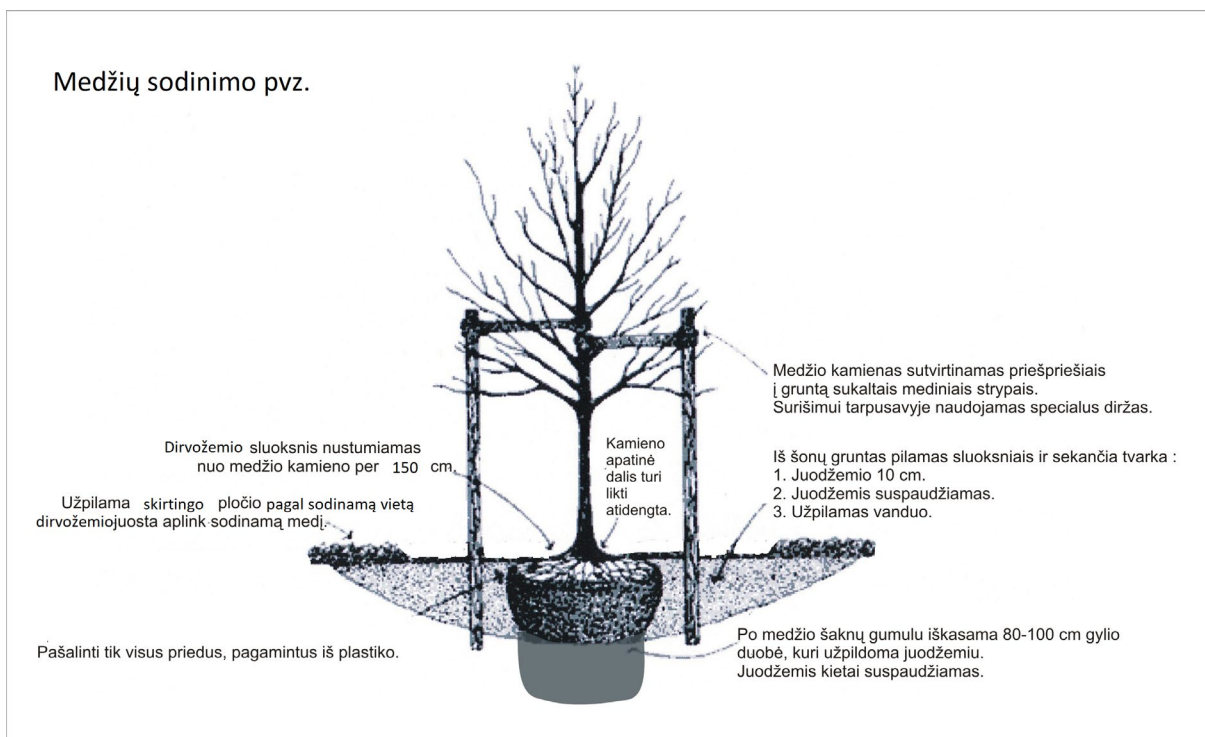 Medžių sodinimo pvz.
Medžio kamienas sutvirtinamas priešpriešiais
į gruntą sukaltais mediniais strypais.
Surišimui tarpusavyje naudojamas specialus diržas.
Dirvožemio sluoksnis nustumiamas
nuo medžio kamieno per 150 cm.
Kamieno
apatinė
dalis turi
likti
atidengta.
Iš šonų gruntas pilamas sluoksniais ir sekančia tvarka :
1. Juodžemio 10 cm.
2. Juodžemis suspaudžiamas.
3. Užpilamas vanduo.
Užpilama skirtingo pločio pagal sodinamą vietą
dirvožemiojuosta aplink sodinamą medį.
Pašalinti tik visus priedus, pagamintus iš plastiko.
Po medžio šaknų gumulu iškasama 80-100 cm gylio
duobė, kuri užpildoma juodžemiu.
Juodžemis kietai suspaudžiamas.